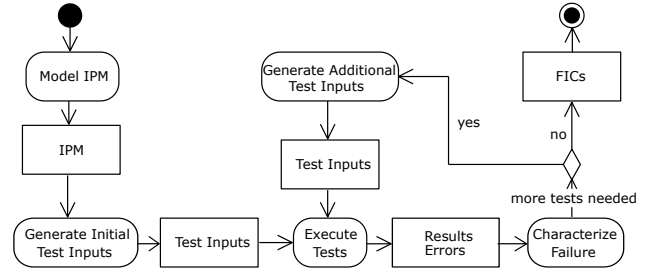 Model IPM
IPM
Generate Initial
Test Inputs
Test Inputs
Generate Additional
Test Inputs
Test Inputs
Execute
Tests
Results
Errors
Characterize
Failure
more tests needed
yes
no
FICs